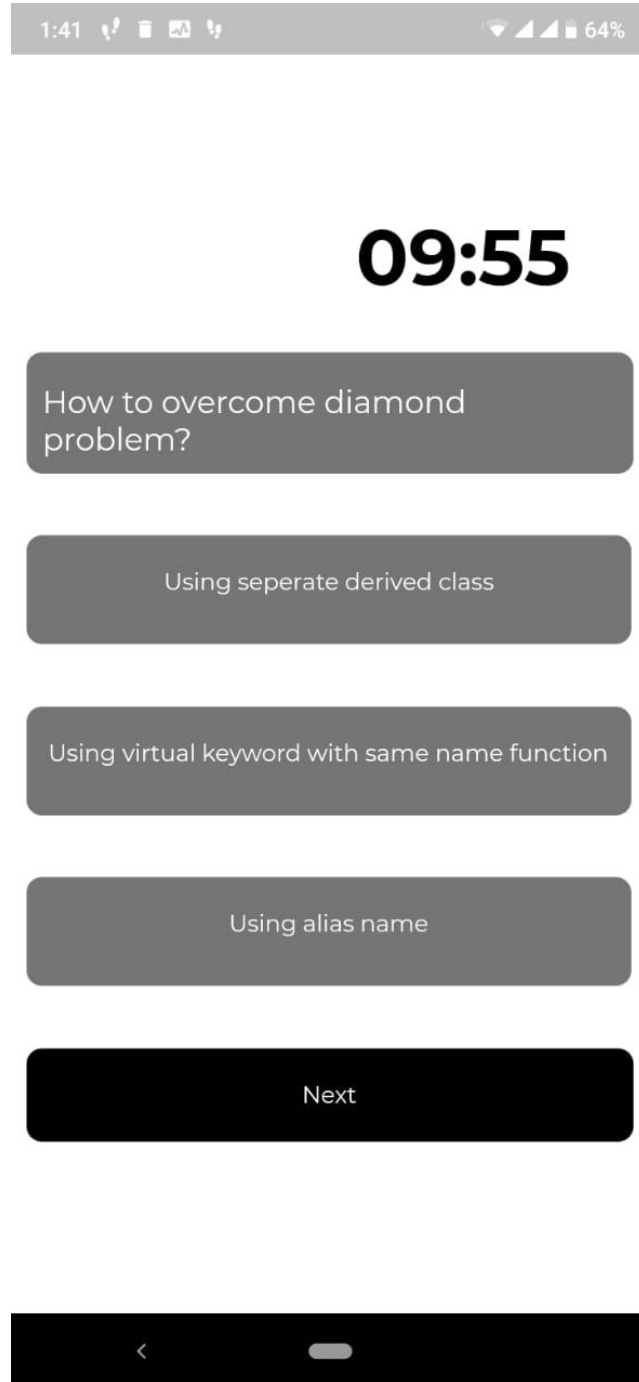 1:41 64%
09:55
How to overcome diamond
problem?
Using seperate derived class
Using virtual keyword with same name function
Using alias name
Next